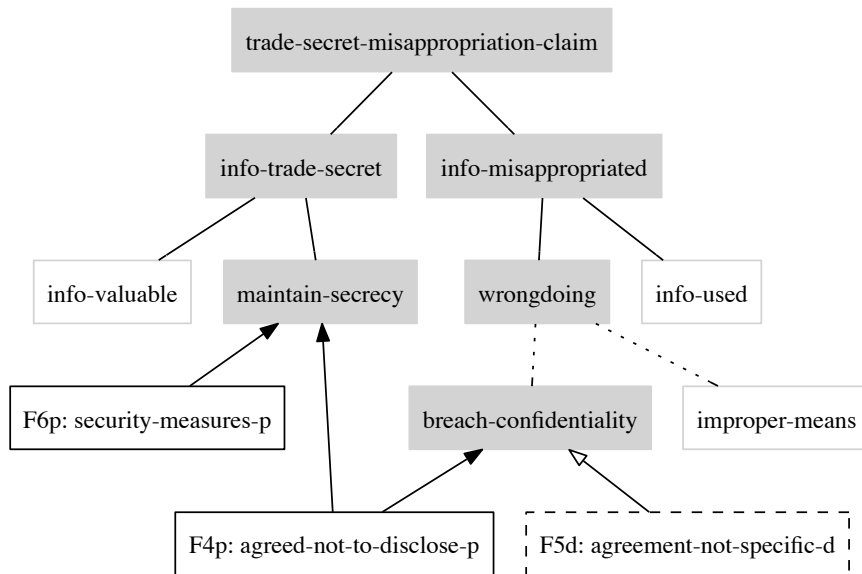 trade-secret-misappropriation-claim
info-trade-secret
info-misappropriated
info-valuable
maintain-secrecy
wrongdoing
info-used
F6p: security-measures-p
breach-confidentiality
improper-means
F4p: agreed-not-to-disclose-p
F5d: agreement-not-specific-d